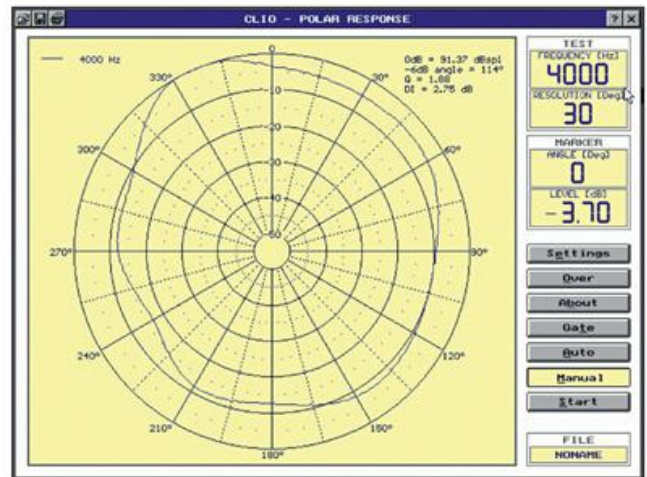 CLIO - POLAR RESPONSE
? ×
4000 Hz
0dB = 91.37 dBspl
-6dB angle = 114°
Q = 1.88
DI = 2.75 dB
0
330°
30°
-10
-20
300°
60°
-30
-40
-50
270°
90°
240°
120°
210°
150°
180°
TEST
FREQUENCY [Hz]
4000
RESOLUTION [Deg]
30
MARKER
ANGLE [Deg]
0
LEVEL [dB]
-3.70
Settings
Over
About
Gate
Auto
Manual
Start
FILE
NONAME